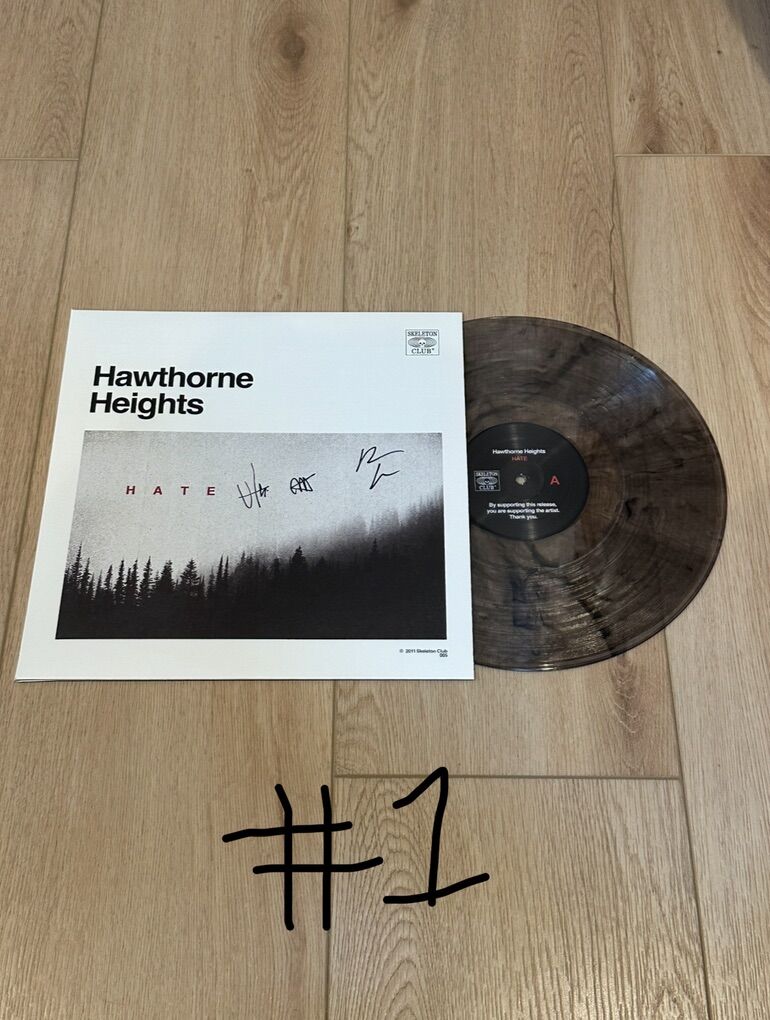 SKELETON
CLUB®
Hawthorne
Heights
HATE
© 2011 Skeleton Club
005
Hawthorne Heights
HATE
SKELETON
CLUB®
A
By supporting this release,
you are supporting the artist.
Thank you.
#1